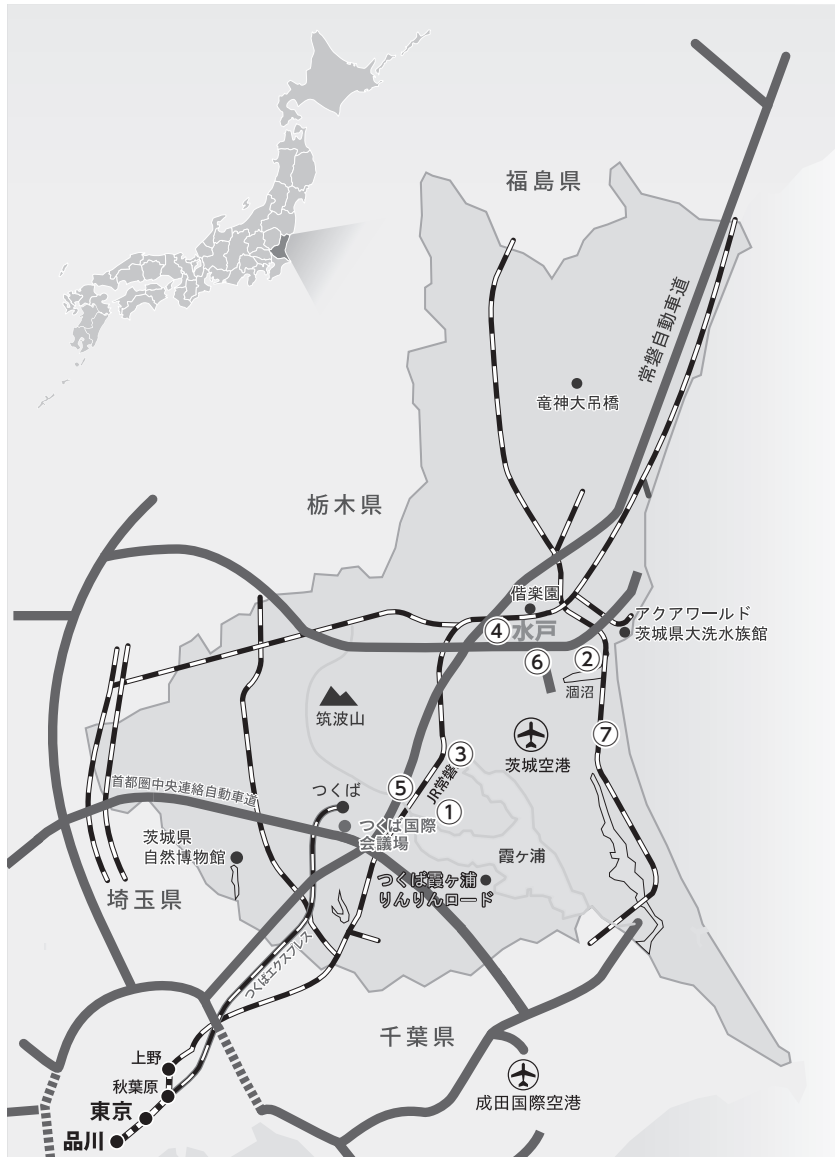 福島県
常磐自動車道
竜神大吊橋
栃木県
偕楽園
アクアワールド
茨城県大洗水族館
④
水戸
⑥
②
涸沼
筑波山
⑦
③
茨城空港
JR常磐
首都圏中央連絡自動車道
つくば
⑤
①
つくば国際
会議場
茨城県
自然博物館
霞ヶ浦
つくば霞ヶ浦
りんりんロード
埼玉県
つくばエクスプレス
千葉県
上野
秋葉原
成田国際空港
東京
品川